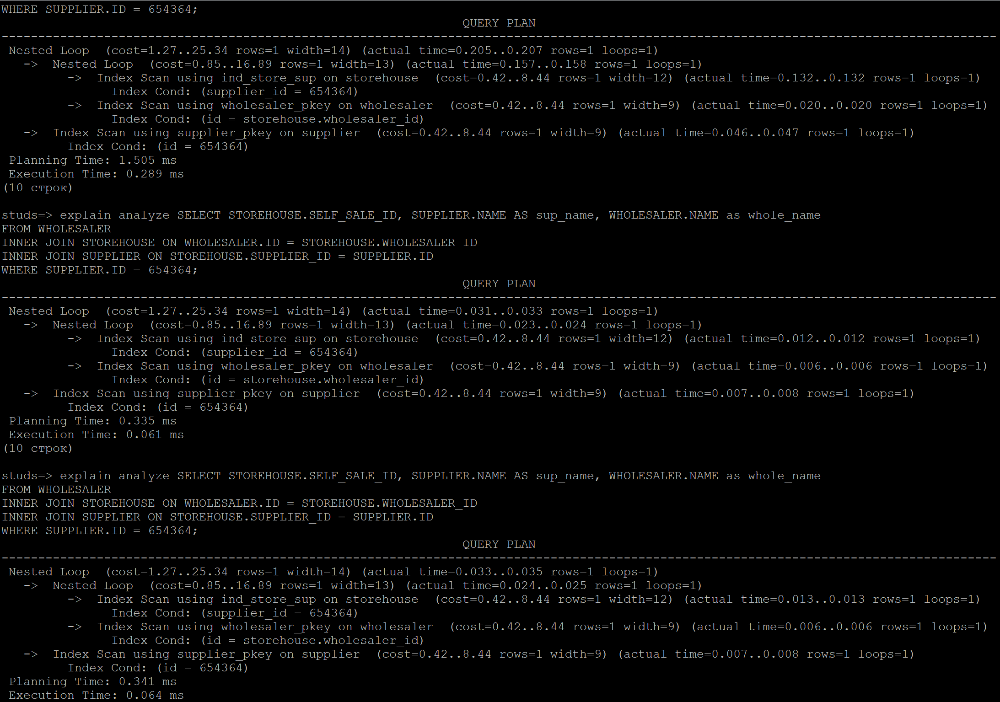 WHERE SUPPLIER.ID = 654364;
QUERY PLAN
----------------------------------------------------------------------------------------------------------------------------------------
Nested Loop  (cost=1.27..25.34 rows=1 width=14) (actual time=0.205..0.207 rows=1 loops=1)
->  Nested Loop  (cost=0.85..16.89 rows=1 width=13) (actual time=0.157..0.158 rows=1 loops=1)
->  Index Scan using ind_store_sup on storehouse  (cost=0.42..8.44 rows=1 width=12) (actual time=0.132..0.132 rows=1 loops=1)
Index Cond: (supplier_id = 654364)
->  Index Scan using wholesaler_pkey on wholesaler  (cost=0.42..8.44 rows=1 width=9) (actual time=0.020..0.020 rows=1 loops=1)
Index Cond: (id = storehouse.wholesaler_id)
->  Index Scan using supplier_pkey on supplier  (cost=0.42..8.44 rows=1 width=9) (actual time=0.046..0.047 rows=1 loops=1)
Index Cond: (id = 654364)
Planning Time: 1.505 ms
Execution Time: 0.289 ms
(10 строк)
studs=> explain analyze SELECT STOREHOUSE.SELF_SALE_ID, SUPPLIER.NAME AS sup_name, WHOLESALER.NAME as whole_name
FROM WHOLESALER
INNER JOIN STOREHOUSE ON WHOLESALER.ID = STOREHOUSE.WHOLESALER_ID
INNER JOIN SUPPLIER ON STOREHOUSE.SUPPLIER_ID = SUPPLIER.ID
WHERE SUPPLIER.ID = 654364;
QUERY PLAN
----------------------------------------------------------------------------------------------------------------------------------------
Nested Loop  (cost=1.27..25.34 rows=1 width=14) (actual time=0.031..0.033 rows=1 loops=1)
->  Nested Loop  (cost=0.85..16.89 rows=1 width=13) (actual time=0.023..0.024 rows=1 loops=1)
->  Index Scan using ind_store_sup on storehouse  (cost=0.42..8.44 rows=1 width=12) (actual time=0.012..0.012 rows=1 loops=1)
Index Cond: (supplier_id = 654364)
->  Index Scan using wholesaler_pkey on wholesaler  (cost=0.42..8.44 rows=1 width=9) (actual time=0.006..0.006 rows=1 loops=1)
Index Cond: (id = storehouse.wholesaler_id)
->  Index Scan using supplier_pkey on supplier  (cost=0.42..8.44 rows=1 width=9) (actual time=0.007..0.008 rows=1 loops=1)
Index Cond: (id = 654364)
Planning Time: 0.335 ms
Execution Time: 0.061 ms
(10 строк)
studs=> explain analyze SELECT STOREHOUSE.SELF_SALE_ID, SUPPLIER.NAME AS sup_name, WHOLESALER.NAME as whole_name
FROM WHOLESALER
INNER JOIN STOREHOUSE ON WHOLESALER.ID = STOREHOUSE.WHOLESALER_ID
INNER JOIN SUPPLIER ON STOREHOUSE.SUPPLIER_ID = SUPPLIER.ID
WHERE SUPPLIER.ID = 654364;
QUERY PLAN
----------------------------------------------------------------------------------------------------------------------------------------
Nested Loop  (cost=1.27..25.34 rows=1 width=14) (actual time=0.033..0.035 rows=1 loops=1)
->  Nested Loop  (cost=0.85..16.89 rows=1 width=13) (actual time=0.024..0.025 rows=1 loops=1)
->  Index Scan using ind_store_sup on storehouse  (cost=0.42..8.44 rows=1 width=12) (actual time=0.013..0.013 rows=1 loops=1)
Index Cond: (supplier_id = 654364)
->  Index Scan using wholesaler_pkey on wholesaler  (cost=0.42..8.44 rows=1 width=9) (actual time=0.006..0.006 rows=1 loops=1)
Index Cond: (id = storehouse.wholesaler_id)
->  Index Scan using supplier_pkey on supplier  (cost=0.42..8.44 rows=1 width=9) (actual time=0.007..0.008 rows=1 loops=1)
Index Cond: (id = 654364)
Planning Time: 0.341 ms
Execution Time: 0.064 ms